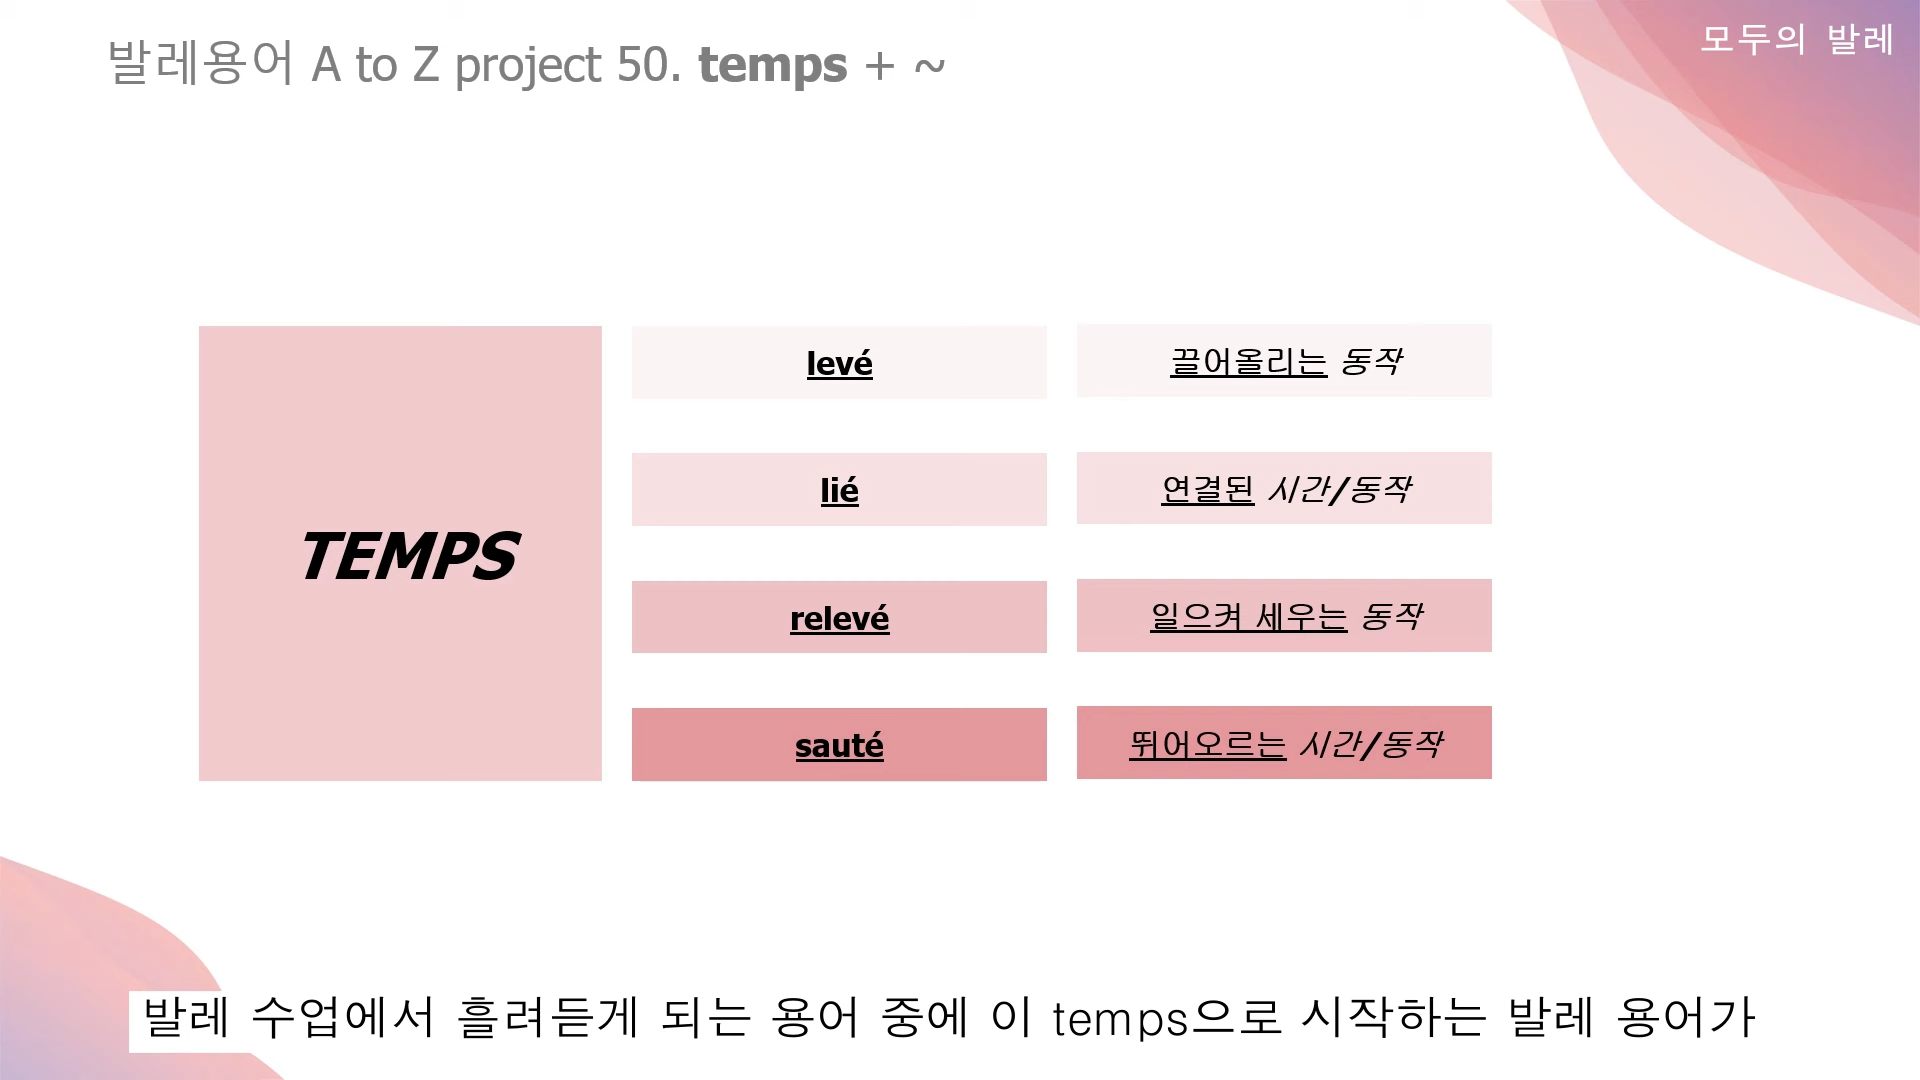 발레용어 A to Z project 50. temps + ~
모두의 발레
TEMPS
levé
끌어올리는 동작
lié
연결된 시간/동작
relevé
일으켜 세우는 동작
sauté
뛰어오르는 시간/동작
발레 수업에서 흘려듣게 되는 용어 중에 이 temps으로 시작하는 발레 용어가